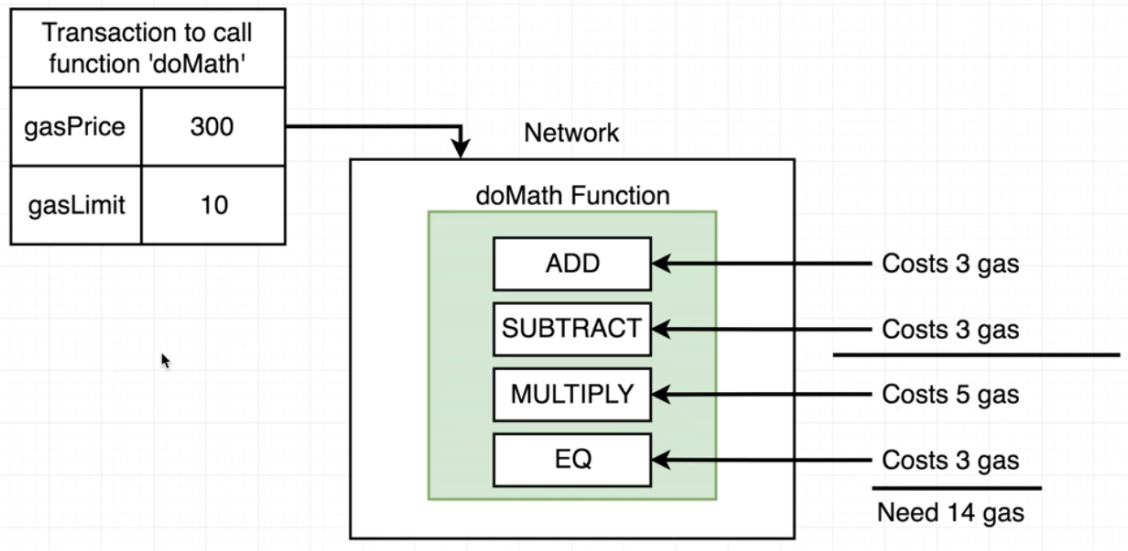 Transaction to call
function 'doMath'
gasPrice 300
gasLimit 10
Network
doMath Function
ADD Costs 3 gas
SUBTRACT Costs 3 gas
MULTIPLY Costs 5 gas
EQ Costs 3 gas
Need 14 gas